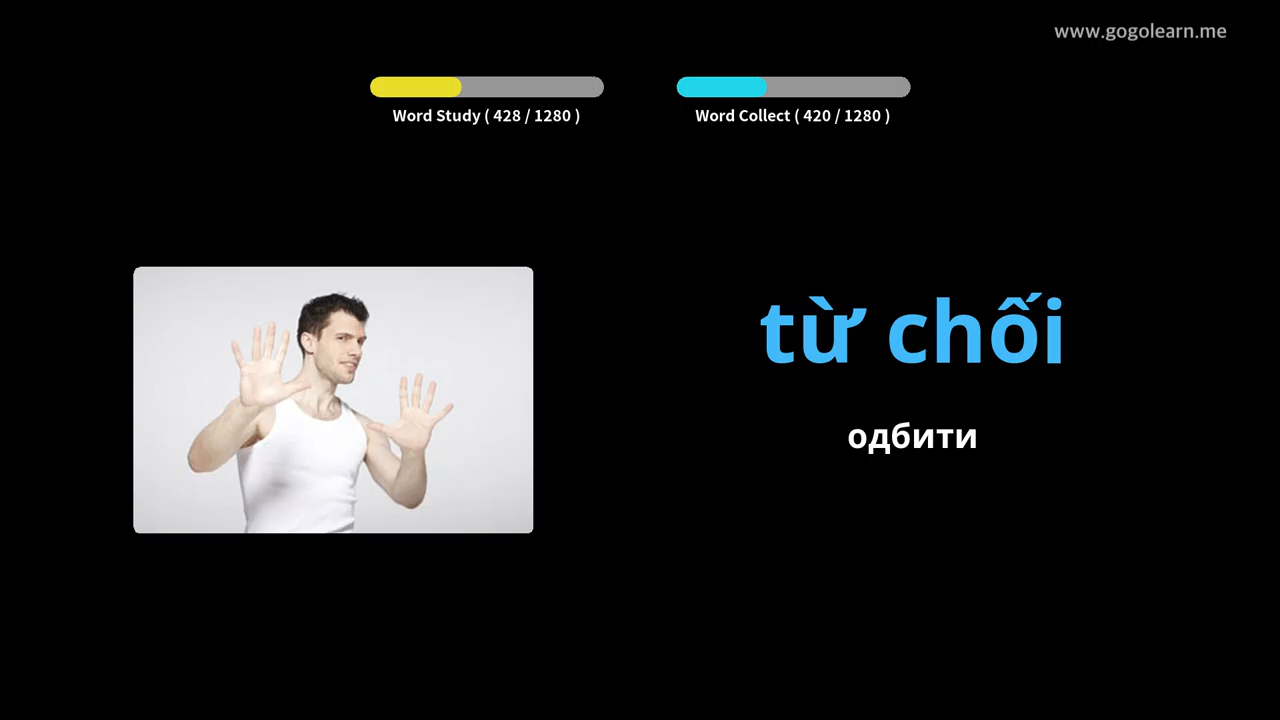 www.gogolearn.me
Word Study ( 428 / 1280 )
Word Collect ( 420 / 1280 )
từ chối
одбити